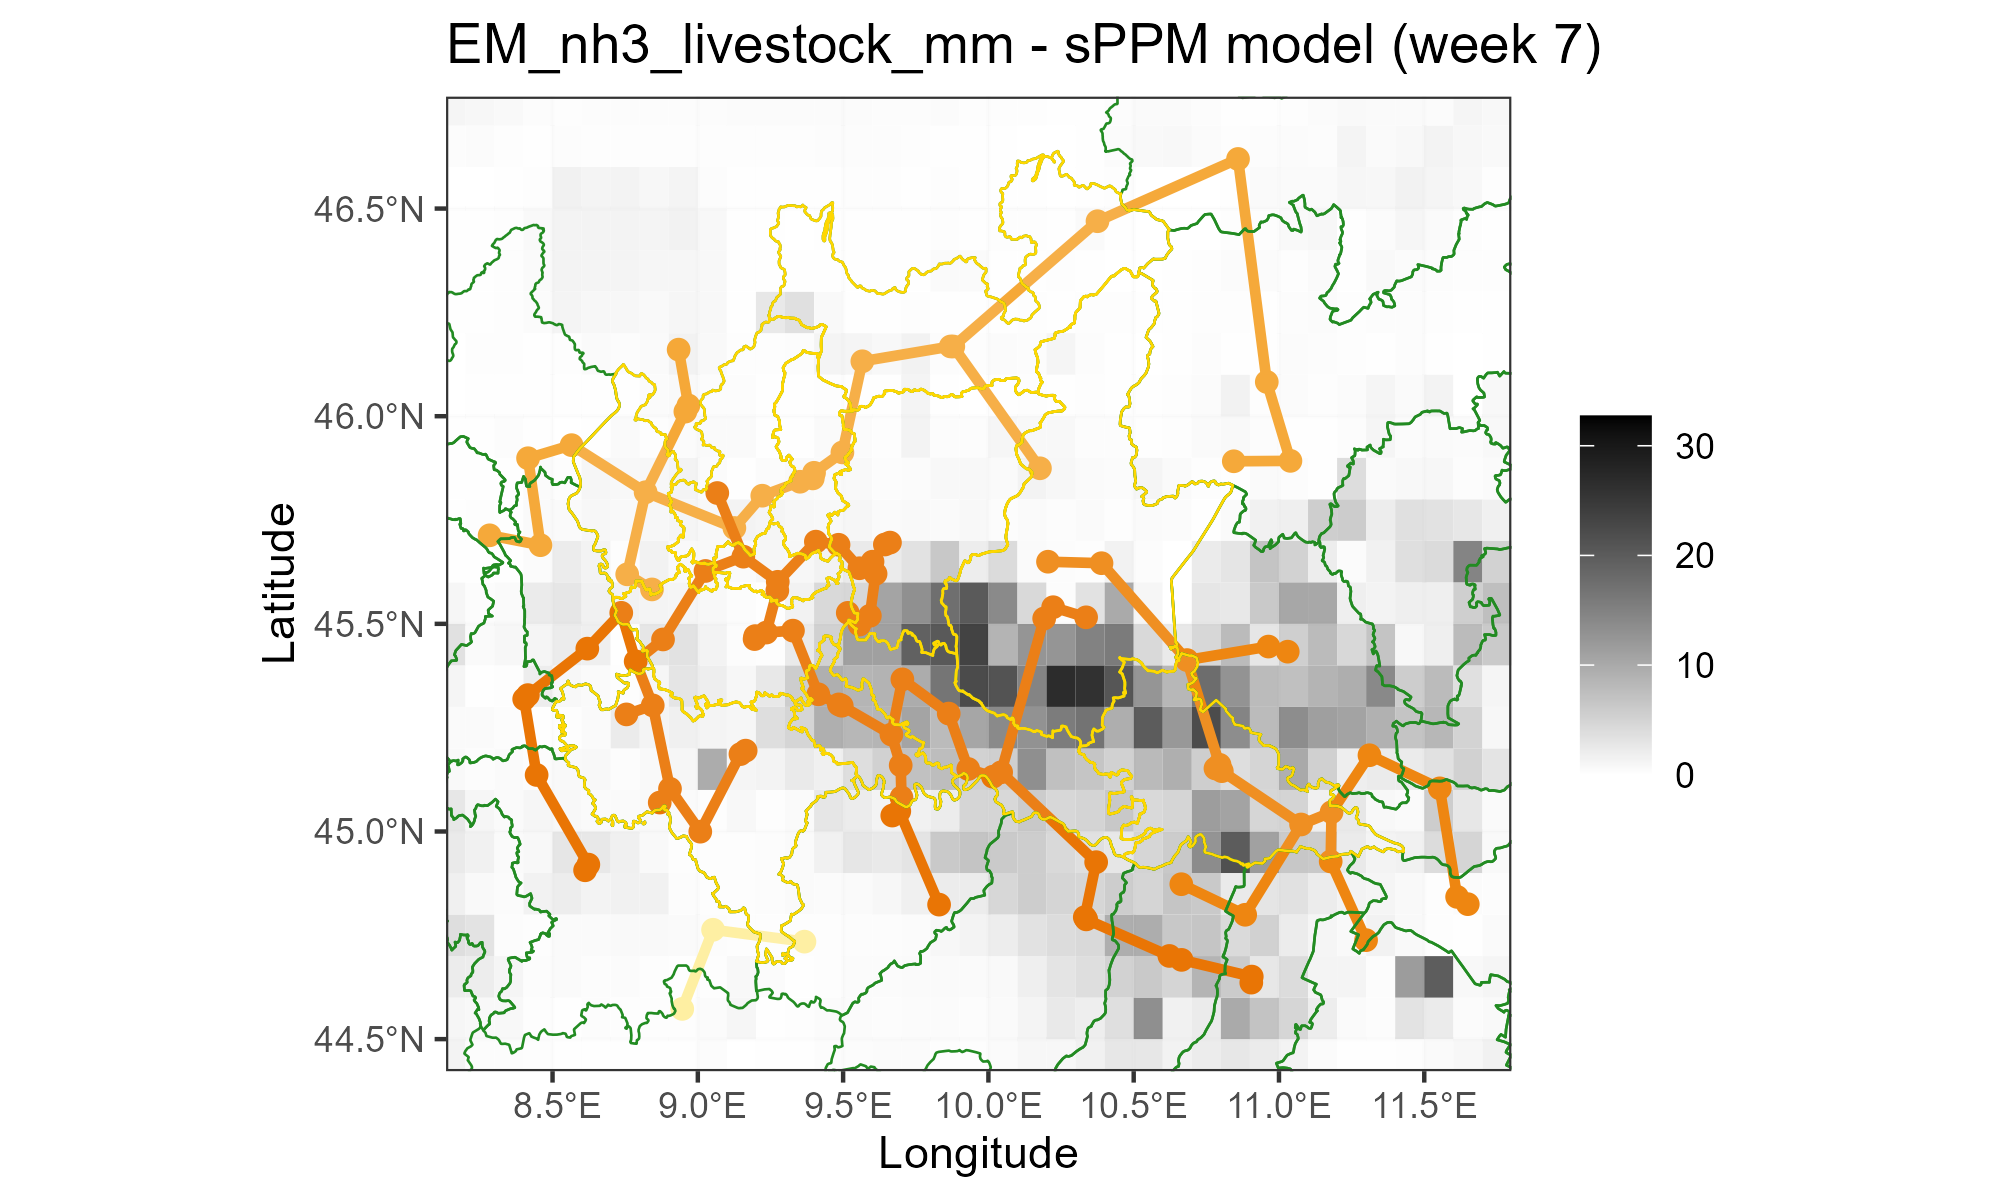 EM_nh3_livestock_mm - sPPM model (week 7)
46.5°N
46.0°N
45.5°N
45.0°N
44.5°N
Latitude
8.5°E 9.0°E 9.5°E 10.0°E 10.5°E 11.0°E 11.5°E
Longitude
30
20
10
0